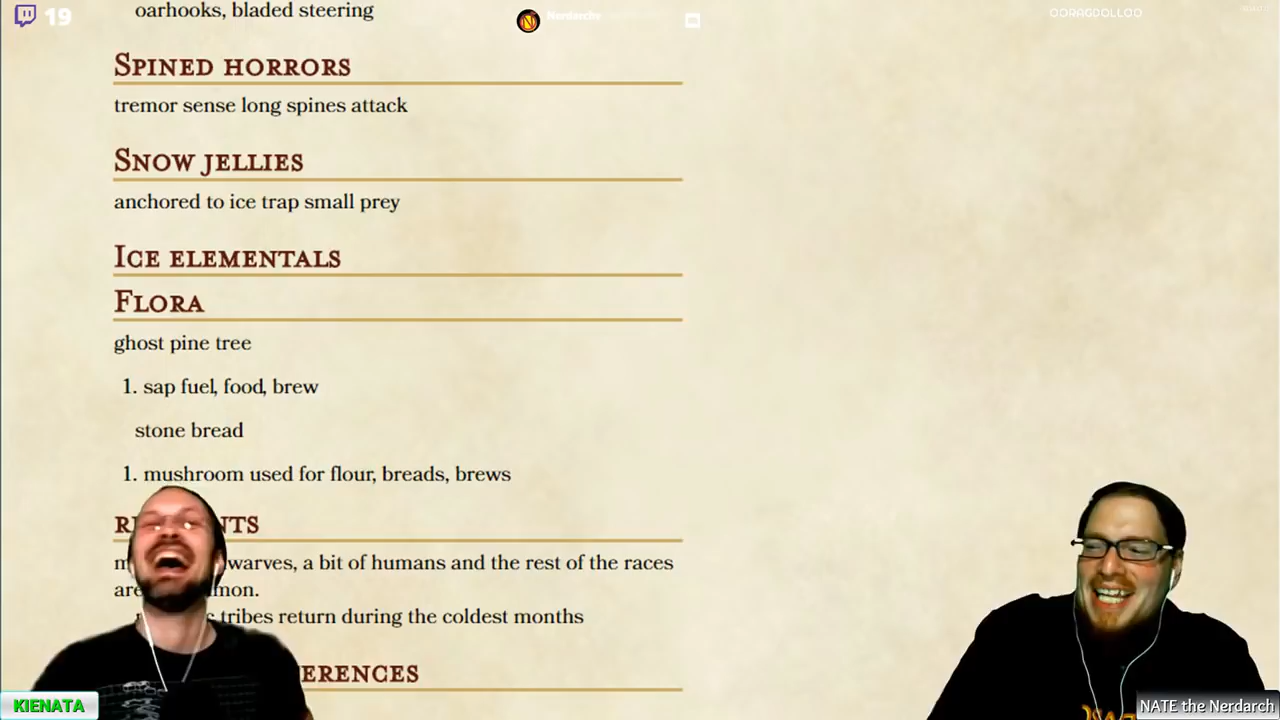 19
Nerdarchy
OORAGDOLLOO
oarhooks, bladed steering
SPINED HORRORS
tremor sense long spines attack
SNOW JELLIES
anchored to ice trap small prey
ICE ELEMENTALS
FLORA
ghost pine tree
1. sap fuel, food, brew
stone bread
1. mushroom used for flour, breads, brews
warves, a bit of humans and the rest of the races
are mon.
tribes return during the coldest months
ERENCES
KIENATA
NATE the Nerdarch